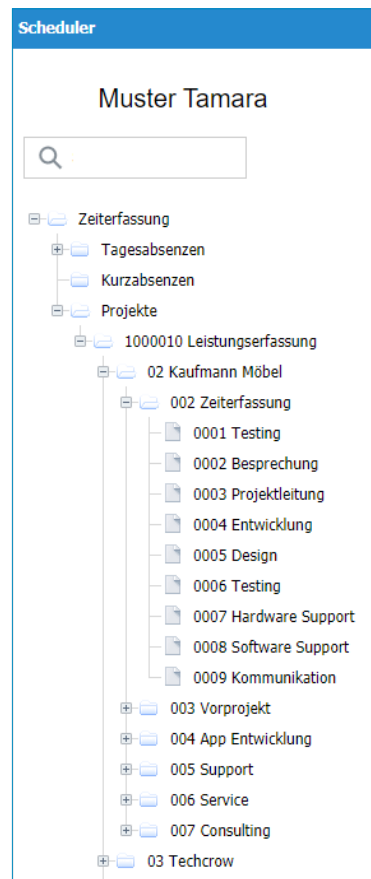 Scheduler
Muster Tamara
Zeiterfassung
Tagesabsenzen
Kurzabsenzen
Projekte
1000010 Leistungserfassung
02 Kaufmann Möbel
002 Zeiterfassung
0001 Testing
0002 Besprechung
0003 Projektleitung
0004 Entwicklung
0005 Design
0006 Testing
0007 Hardware Support
0008 Software Support
0009 Kommunikation
003 Vorprojekt
004 App Entwicklung
005 Support
006 Service
007 Consulting
03 Techcrow